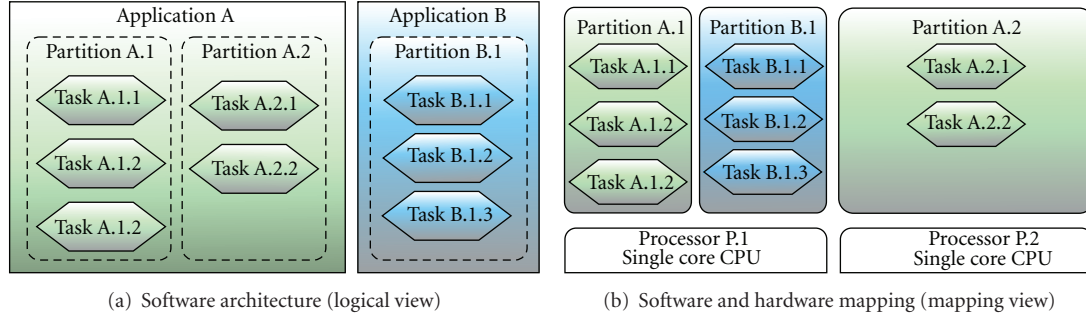 Application A
Partition A.1
Task A.1.1
Task A.1.2
Task A.1.2
Partition A.2
Task A.2.1
Task A.2.2
Application B
Partition B.1
Task B.1.1
Task B.1.2
Task B.1.3
(a) Software architecture (logical view)
Partition A.1
Task A.1.1
Task A.1.2
Task A.1.2
Partition B.1
Task B.1.1
Task B.1.2
Task B.1.3
Partition A.2
Task A.2.1
Task A.2.2
Processor P.1
Single core CPU
Processor P.2
Single core CPU
(b) Software and hardware mapping (mapping view)